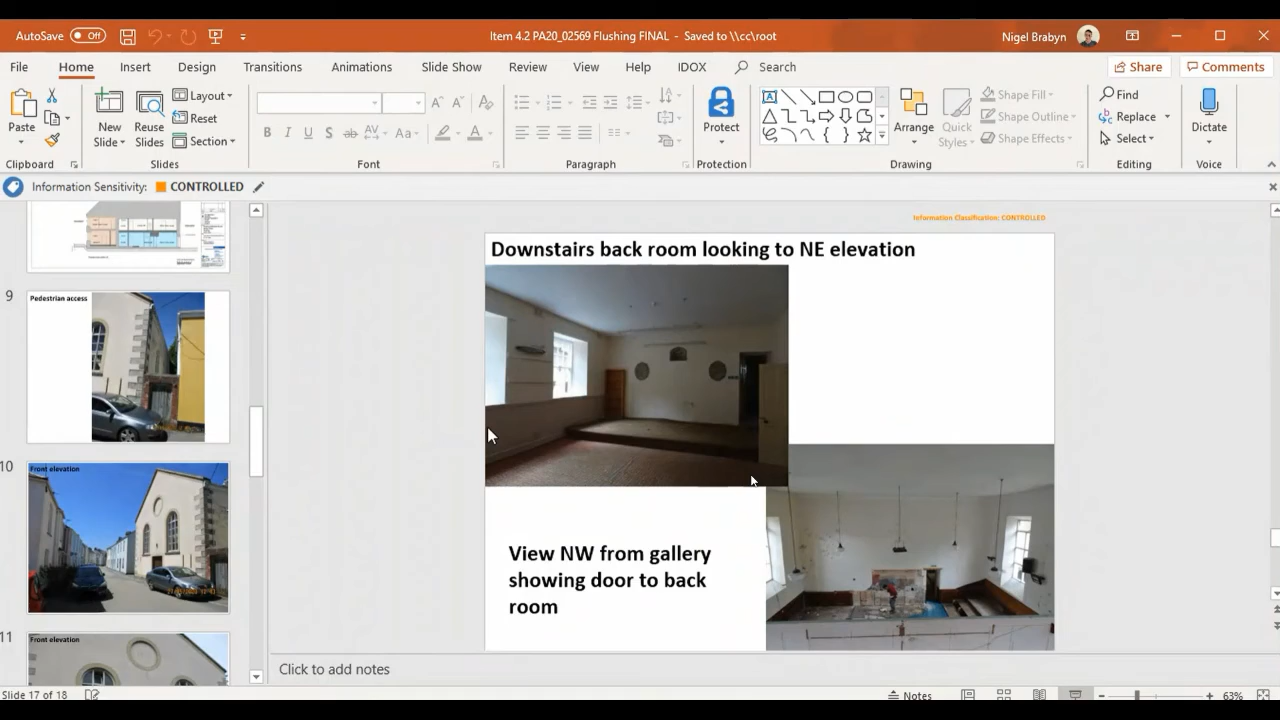 AutoSave Off
Item 4.2 PA20_02569 Flushing FINAL - Saved to \\cc\root
Nigel Brabyn
File Home Insert Design Transitions Animations Slide Show Review View Help IDOX Search
Share Comments
Paste
New Slide
Reuse Slides
Layout
Reset
Section
Protect
Arrange
Quick Styles
Shape Fill
Shape Outline
Shape Effects
Find
Replace
Select
Dictate
Clipboard Slides Font Paragraph Protection Drawing Editing Voice
Information Sensitivity: CONTROLLED
Information Classification: CONTROLLED
9
Pedestrian access
10
Front elevation
11
Front elevation
Downstairs back room looking to NE elevation
View NW from gallery
showing door to back
room
Click to add notes
Slide 17 of 18
Notes
63%